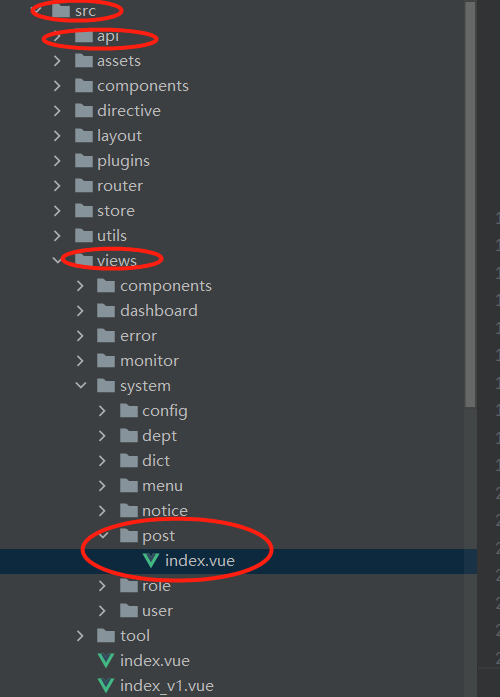 src
api
assets
components
directive
layout
plugins
router
store
utils
views
components
dashboard
error
monitor
system
config
dept
dict
menu
notice
post
index.vue
role
user
tool
index.vue
index_v1.vue